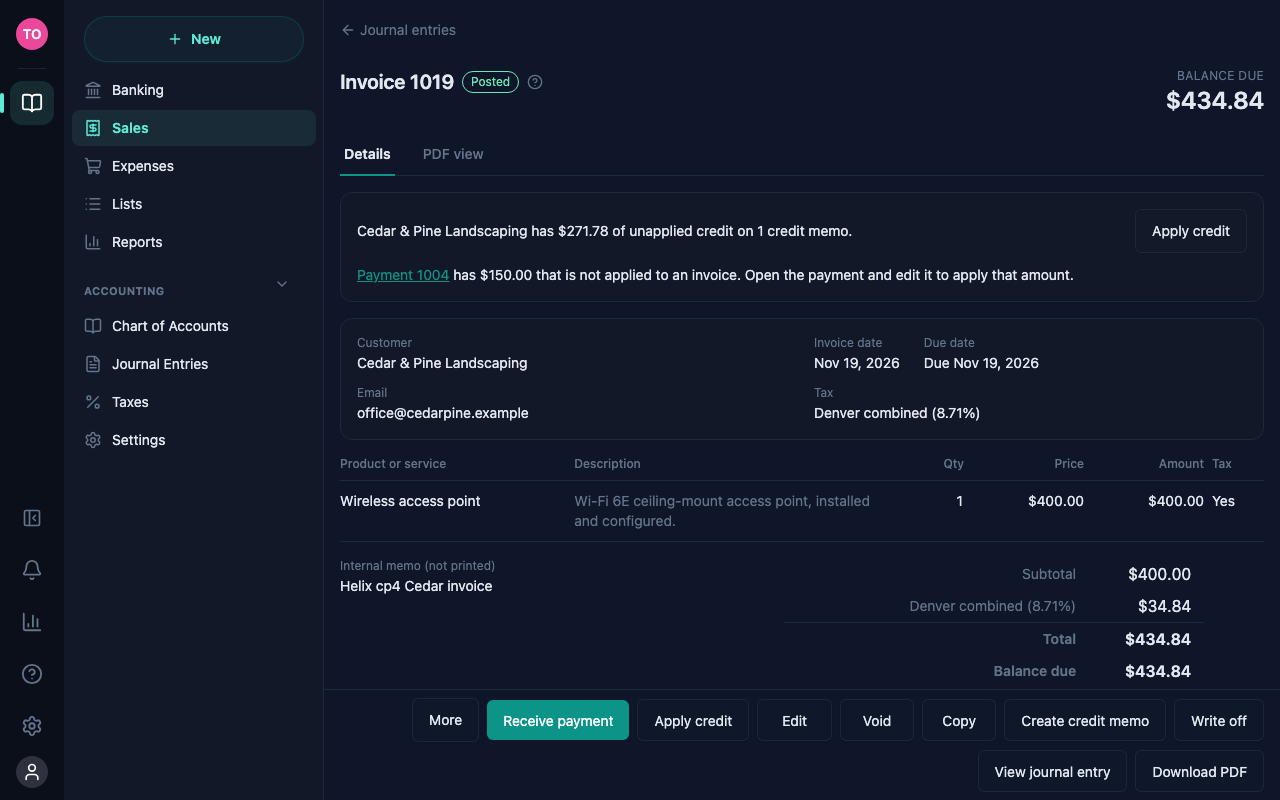 TO
New
Banking
Sales
Expenses
Lists
Reports
ACCOUNTING
Chart of Accounts
Journal Entries
Taxes
Settings
Journal entries
Invoice 1019 Posted
BALANCE DUE
$434.84
Details PDF view
Cedar & Pine Landscaping has $271.78 of unapplied credit on 1 credit memo.
Apply credit
Payment 1004 has $150.00 that is not applied to an invoice. Open the payment and edit it to apply that amount.
Customer Invoice date Due date
Cedar & Pine Landscaping Nov 19, 2026 Due Nov 19, 2026
Email Tax
office@cedarpine.example Denver combined (8.71%)
Product or service Description Qty Price Amount Tax
Wireless access point Wi-Fi 6E ceiling-mount access point, installed 1 $400.00 $400.00 Yes
and configured.
Internal memo (not printed)
Helix cp4 Cedar invoice
Subtotal $400.00
Denver combined (8.71%) $34.84
Total $434.84
Balance due $434.84
More Receive payment Apply credit Edit Void Copy Create credit memo Write off
View journal entry Download PDF